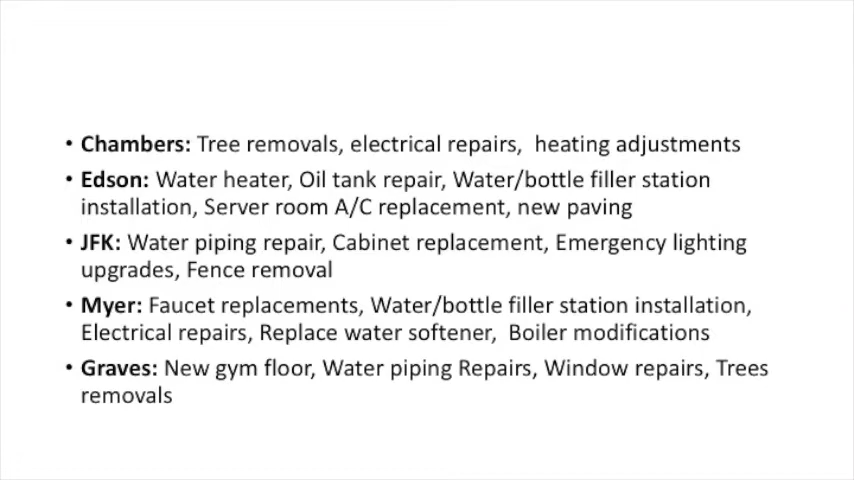 • Chambers: Tree removals, electrical repairs,  heating adjustments
• Edson: Water heater, Oil tank repair, Water/bottle filler station
installation, Server room A/C replacement, new paving
• JFK: Water piping repair, Cabinet replacement, Emergency lighting
upgrades, Fence removal
• Myer: Faucet replacements, Water/bottle filler station installation,
Electrical repairs, Replace water softener,  Boiler modifications
• Graves: New gym floor, Water piping Repairs, Window repairs, Trees
removals